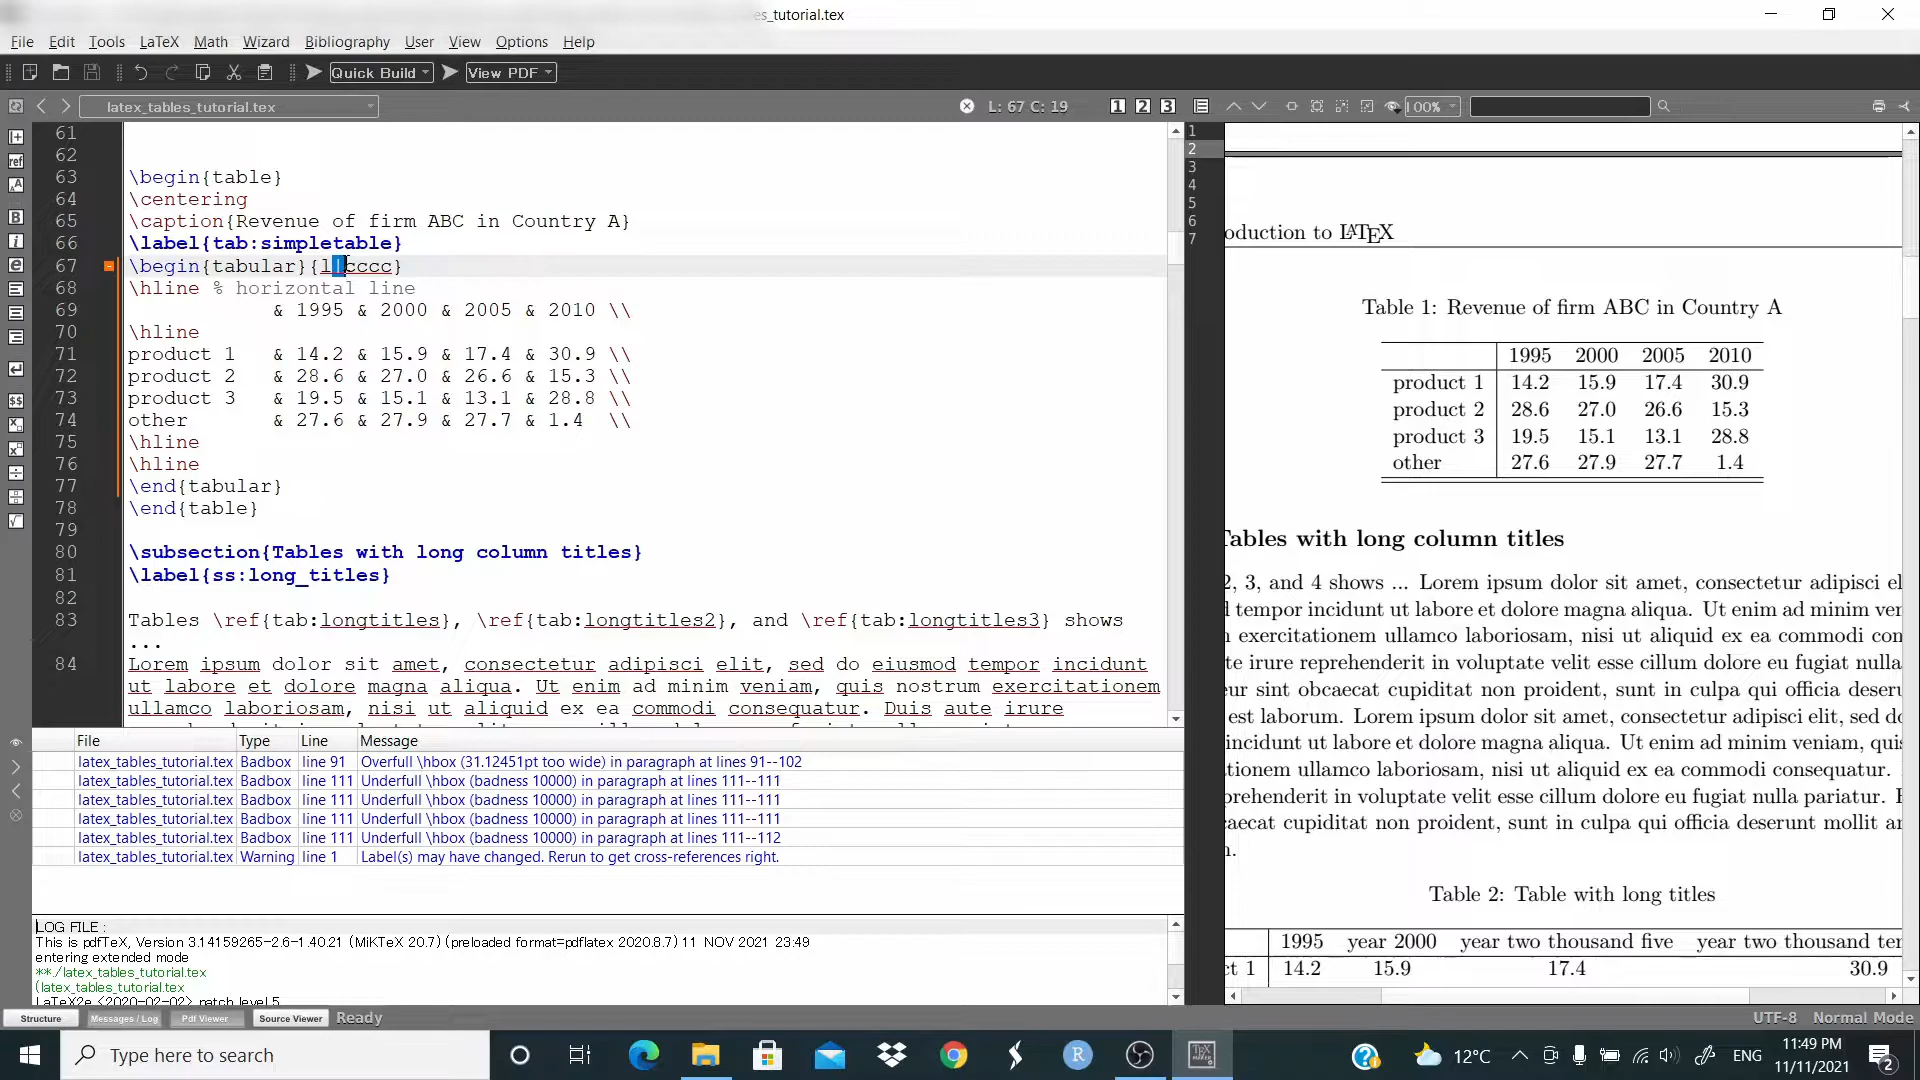 es_tutorial.tex
File Edit Tools LaTeX Math Wizard Bibliography User View Options Help
Quick Build View PDF
latex_tables_tutorial.tex L: 67 C: 19 1 2 3 100%
61
62
63 \begin{table}
64 \centering
65 \caption{Revenue of firm ABC in Country A}
66 \label{tab:simpletable}
67 \begin{tabular}{l|cccc}
68 \hline % horizontal line
69 & 1995 & 2000 & 2005 & 2010 \\
70 \hline
71 product 1 & 14.2 & 15.9 & 17.4 & 30.9 \\
72 product 2 & 28.6 & 27.0 & 26.6 & 15.3 \\
73 product 3 & 19.5 & 15.1 & 13.1 & 28.8 \\
74 other & 27.6 & 27.9 & 27.7 & 1.4 \\
75 \hline
76 \hline
77 \end{tabular}
78 \end{table}
79
80 \subsection{Tables with long column titles}
81 \label{ss:long_titles}
82
83 Tables \ref{tab:longtitles}, \ref{tab:longtitles2}, and \ref{tab:longtitles3} shows
...
84 Lorem ipsum dolor sit amet, consectetur adipisci elit, sed do eiusmod tempor incidunt
ut labore et dolore magna aliqua. Ut enim ad minim veniam, quis nostrum exercitationem
ullamco laboriosam, nisi ut aliquid ex ea commodi consequatur. Duis aute irure
File Type Line Message
latex_tables_tutorial.tex Badbox line 91 Overfull \hbox (31.12451pt too wide) in paragraph at lines 91--102
latex_tables_tutorial.tex Badbox line 111 Underfull \hbox (badness 10000) in paragraph at lines 111--111
latex_tables_tutorial.tex Badbox line 111 Underfull \hbox (badness 10000) in paragraph at lines 111--111
latex_tables_tutorial.tex Badbox line 111 Underfull \hbox (badness 10000) in paragraph at lines 111--111
latex_tables_tutorial.tex Badbox line 111 Underfull \hbox (badness 10000) in paragraph at lines 111--112
latex_tables_tutorial.tex Warning line 1 Label(s) may have changed. Rerun to get cross-references right.
LOG FILE :
This is pdfTeX, Version 3.14159265-2.6-1.40.21 (MiKTeX 20.7) (preloaded format=pdflatex 2020.8.7) 11 NOV 2021 23:49
entering extended mode
**./latex_tables_tutorial.tex
(latex_tables_tutorial.tex
LaTeX2e <2020-02-02> patch level 5
1
2
3
4
5
6
7
oduction to LATEX
Table 1: Revenue of firm ABC in Country A
1995 2000 2005 2010
product 1 14.2 15.9 17.4 30.9
product 2 28.6 27.0 26.6 15.3
product 3 19.5 15.1 13.1 28.8
other 27.6 27.9 27.7 1.4
Tables with long column titles
2, 3, and 4 shows ... Lorem ipsum dolor sit amet, consectetur adipisci el
d tempor incidunt ut labore et dolore magna aliqua. Ut enim ad minim ven
n exercitationem ullamco laboriosam, nisi ut aliquid ex ea commodi con
te irure reprehenderit in voluptate velit esse cillum dolore eu fugiat nulla
eur sint obcaecat cupiditat non proident, sunt in culpa qui officia deseru
est laborum. Lorem ipsum dolor sit amet, consectetur adipisci elit, sed do
incidunt ut labore et dolore magna aliqua. Ut enim ad minim veniam, quis
tionem ullamco laboriosam, nisi ut aliquid ex ea commodi consequatur.
prehenderit in voluptate velit esse cillum dolore eu fugiat nulla pariatur. E
caecat cupiditat non proident, sunt in culpa qui officia deserunt mollit an
n.
Table 2: Table with long titles
1995 year 2000 year two thousand five year two thousand ten
ct 1 14.2 15.9 17.4 30.9
Structure Messages / Log Pdf Viewer Source Viewer Ready UTF-8 Normal Mode
Type here to search 12°C ENG 11:49 PM
11/11/2021 2